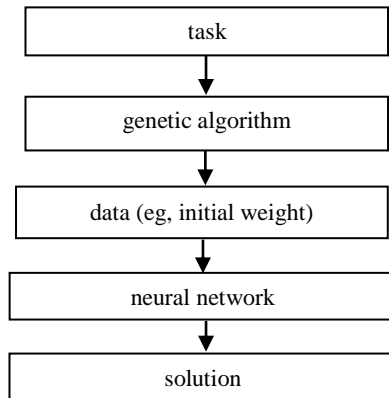 task
genetic algorithm
data (eg, initial weight)
neural network
solution